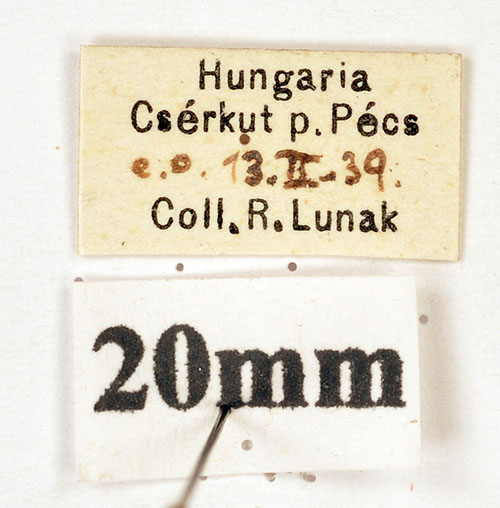 Hungaria
Csérkut p. Pécs
e.o. 13.II.-39.
Coll. R. Lunak
20mm